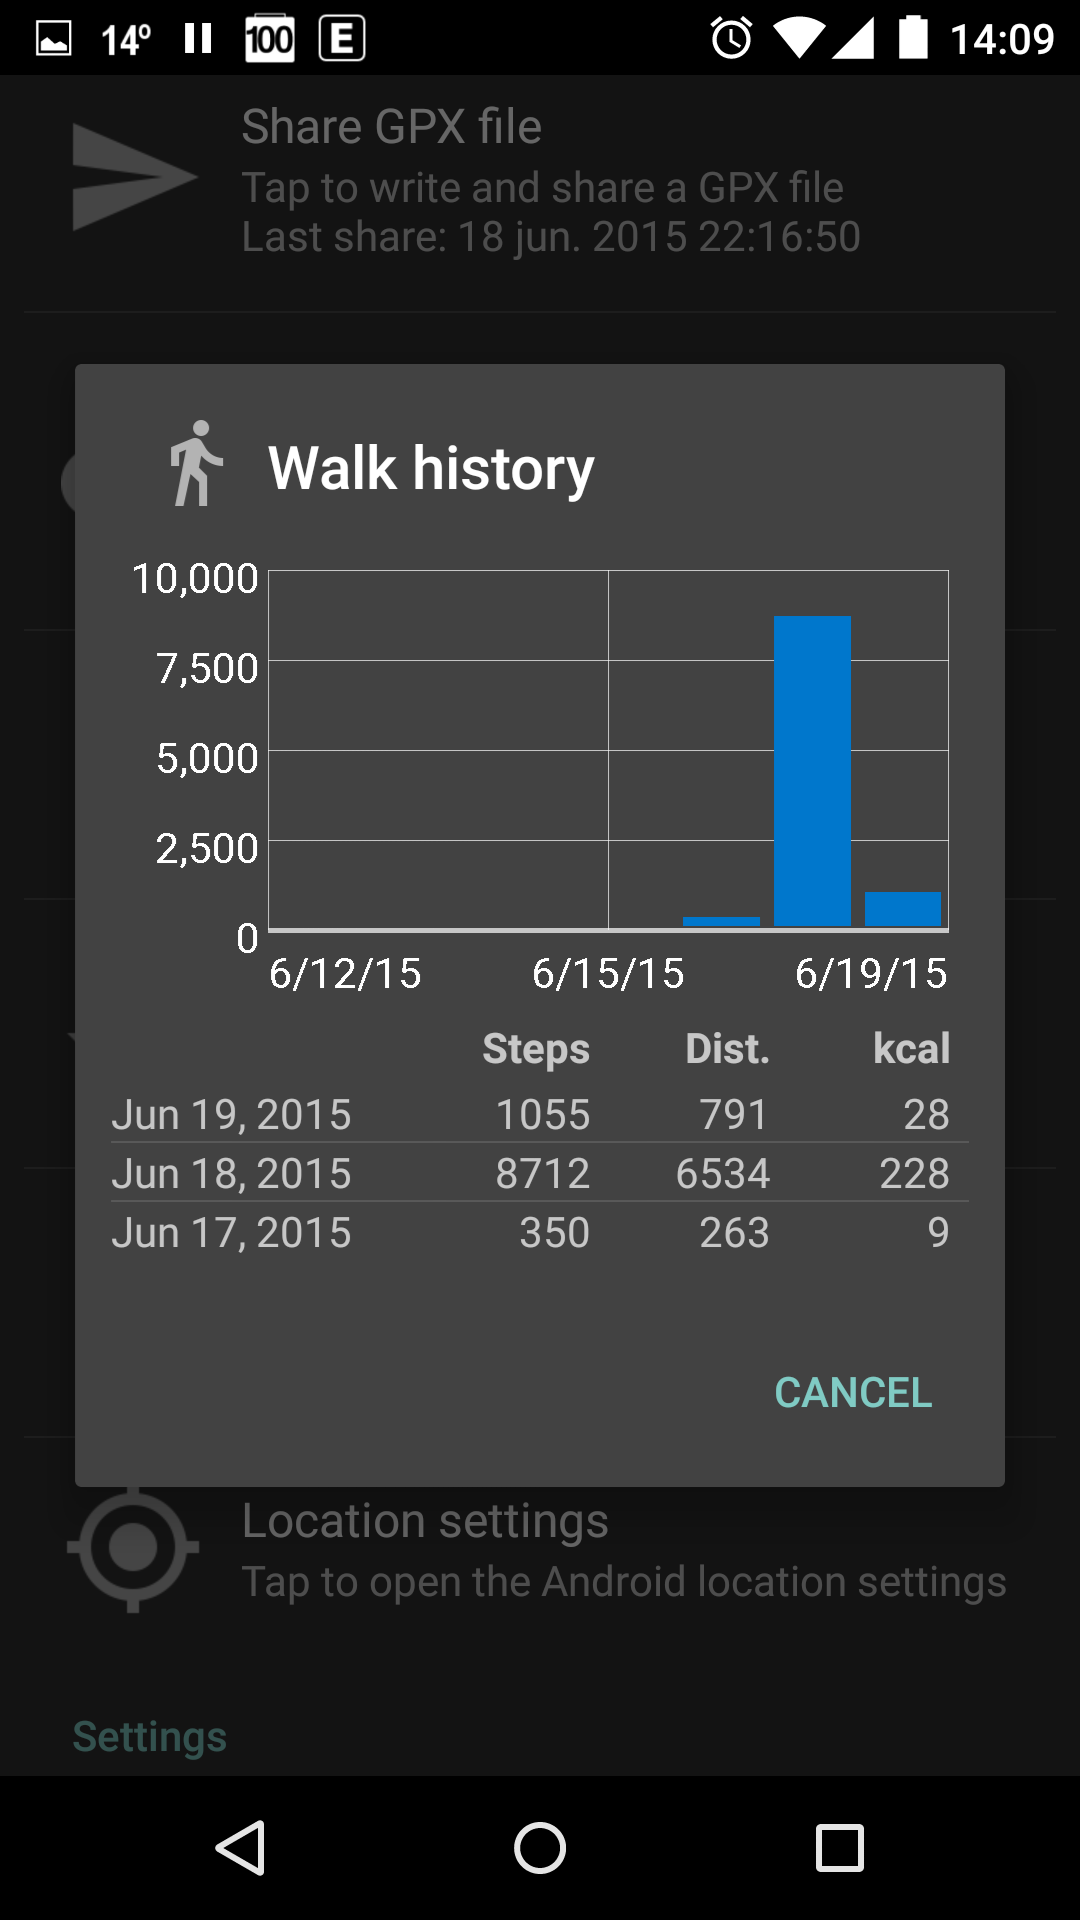 14º 100 E 14:09
Share GPX file
Tap to write and share a GPX file
Last share: 18 jun. 2015 22:16:50
Walk history
10,000
7,500
5,000
2,500
0
6/12/15 6/15/15 6/19/15
Steps Dist. kcal
Jun 19, 2015 1055 791 28
Jun 18, 2015 8712 6534 228
Jun 17, 2015 350 263 9
CANCEL
Location settings
Tap to open the Android location settings
Settings